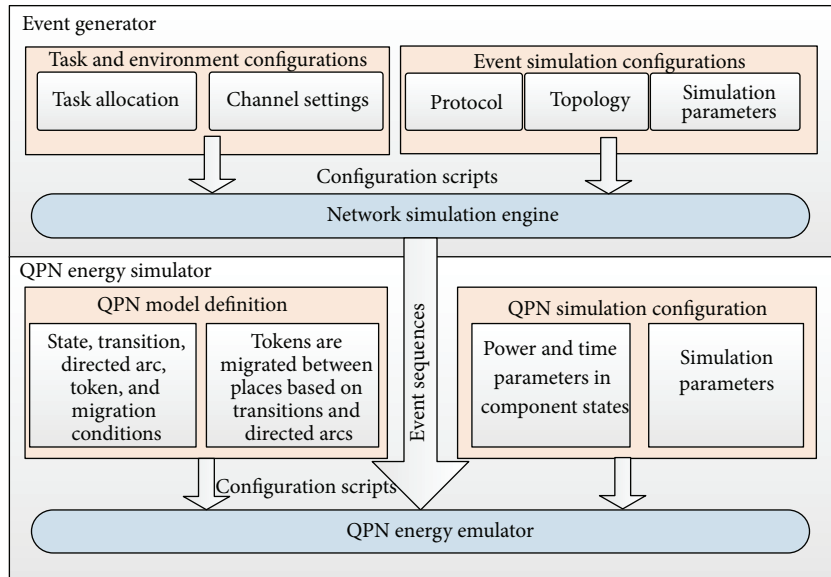 Event generator
Task and environment configurations
Task allocation
Channel settings
Event simulation configurations
Protocol
Topology
Simulation
parameters
Configuration scripts
Network simulation engine
QPN energy simulator
QPN model definition
State, transition,
directed arc,
token, and
migration
conditions
Tokens are
migrated between
places based on
transitions and
directed arcs
Event sequences
QPN simulation configuration
Power and time
parameters in
component states
Simulation
parameters
Configuration scripts
QPN energy emulator